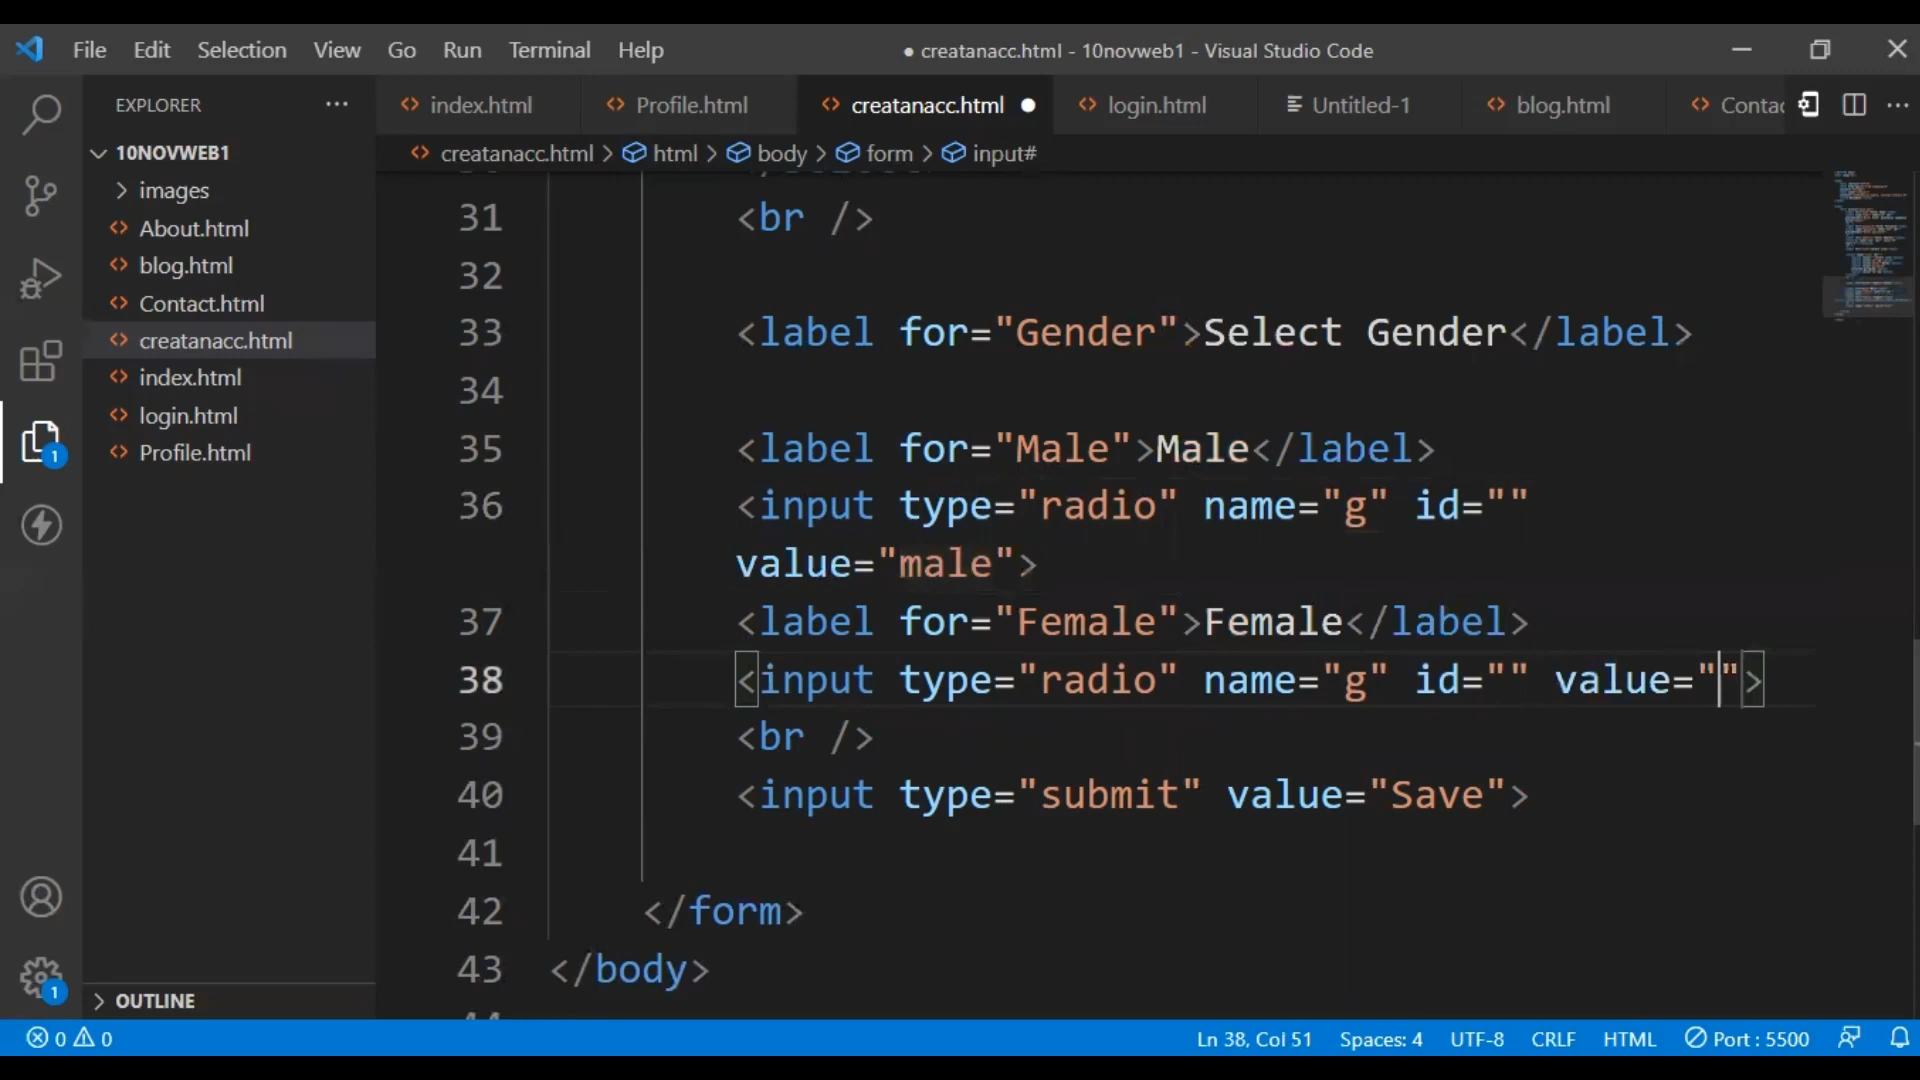 File Edit Selection View Go Run Terminal Help ● creatanacc.html - 10novweb1 - Visual Studio Code
EXPLORER ···
index.html Profile.html creatanacc.html ● login.html Untitled-1 blog.html Contac ···
creatanacc.html > html > body > form > input#
10NOVWEB1
images
About.html
blog.html
Contact.html
creatanacc.html
index.html
login.html
Profile.html
OUTLINE
1
1
31 <br />
32
33 <label for="Gender">Select Gender</label>
34
35 <label for="Male">Male</label>
36 <input type="radio" name="g" id=""
value="male">
37 <label for="Female">Female</label>
38 <input type="radio" name="g" id="" value="">
39 <br />
40 <input type="submit" value="Save">
41
42 </form>
43 </body>
0 0 Ln 38, Col 51 Spaces: 4 UTF-8 CRLF HTML Port : 5500